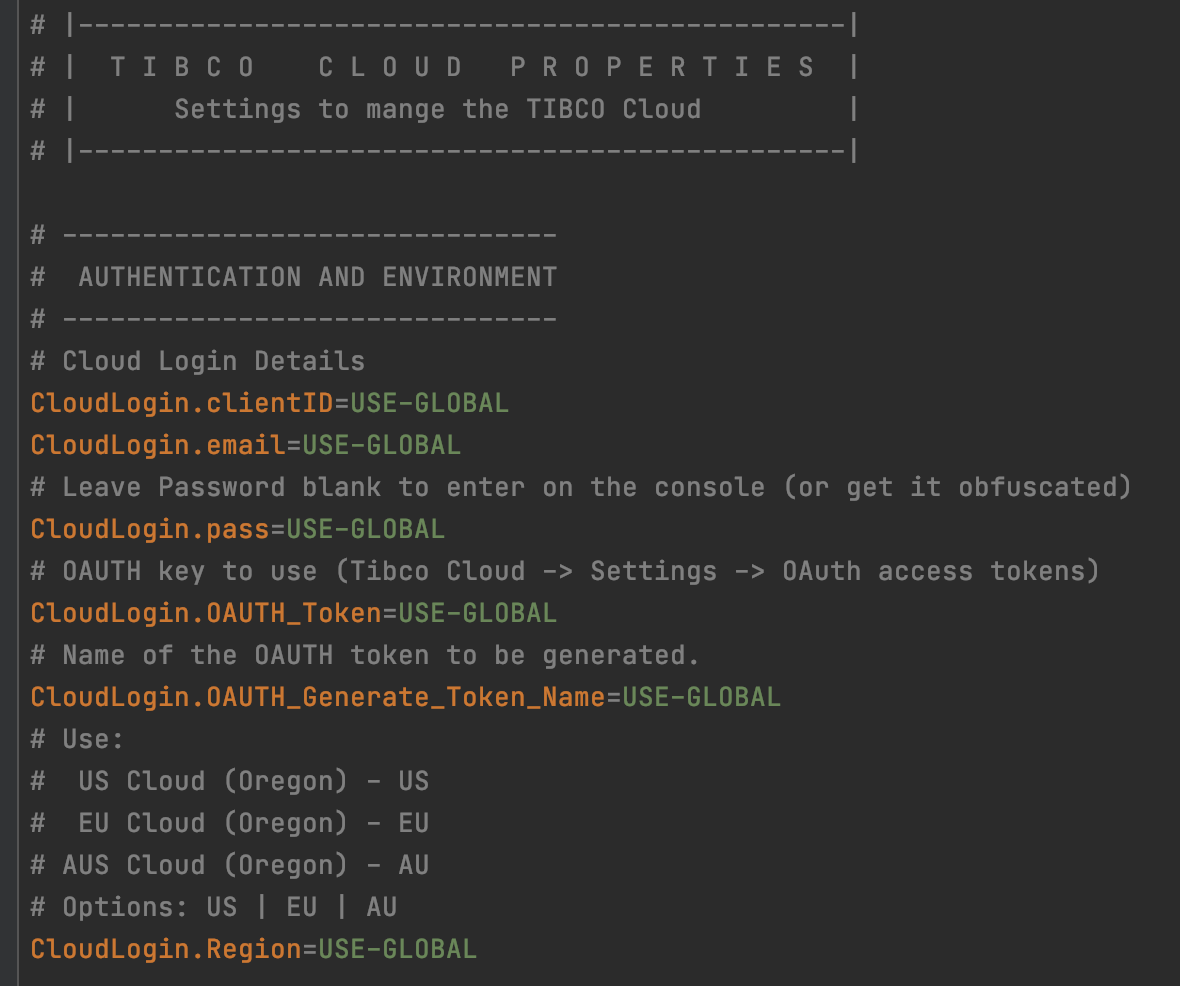 # |------------------------------------------------|
# |  T I B C O    C L O U D   P R O P E R T I E S  |
# |      Settings to mange the TIBCO Cloud         |
# |------------------------------------------------|
# -------------------------------
#  AUTHENTICATION AND ENVIRONMENT
# -------------------------------
# Cloud Login Details
CloudLogin.clientID=USE-GLOBAL
CloudLogin.email=USE-GLOBAL
# Leave Password blank to enter on the console (or get it obfuscated)
CloudLogin.pass=USE-GLOBAL
# OAUTH key to use (Tibco Cloud -> Settings -> OAuth access tokens)
CloudLogin.OAUTH_Token=USE-GLOBAL
# Name of the OAUTH token to be generated.
CloudLogin.OAUTH_Generate_Token_Name=USE-GLOBAL
# Use:
#  US Cloud (Oregon) - US
#  EU Cloud (Oregon) - EU
# AUS Cloud (Oregon) - AU
# Options: US | EU | AU
CloudLogin.Region=USE-GLOBAL